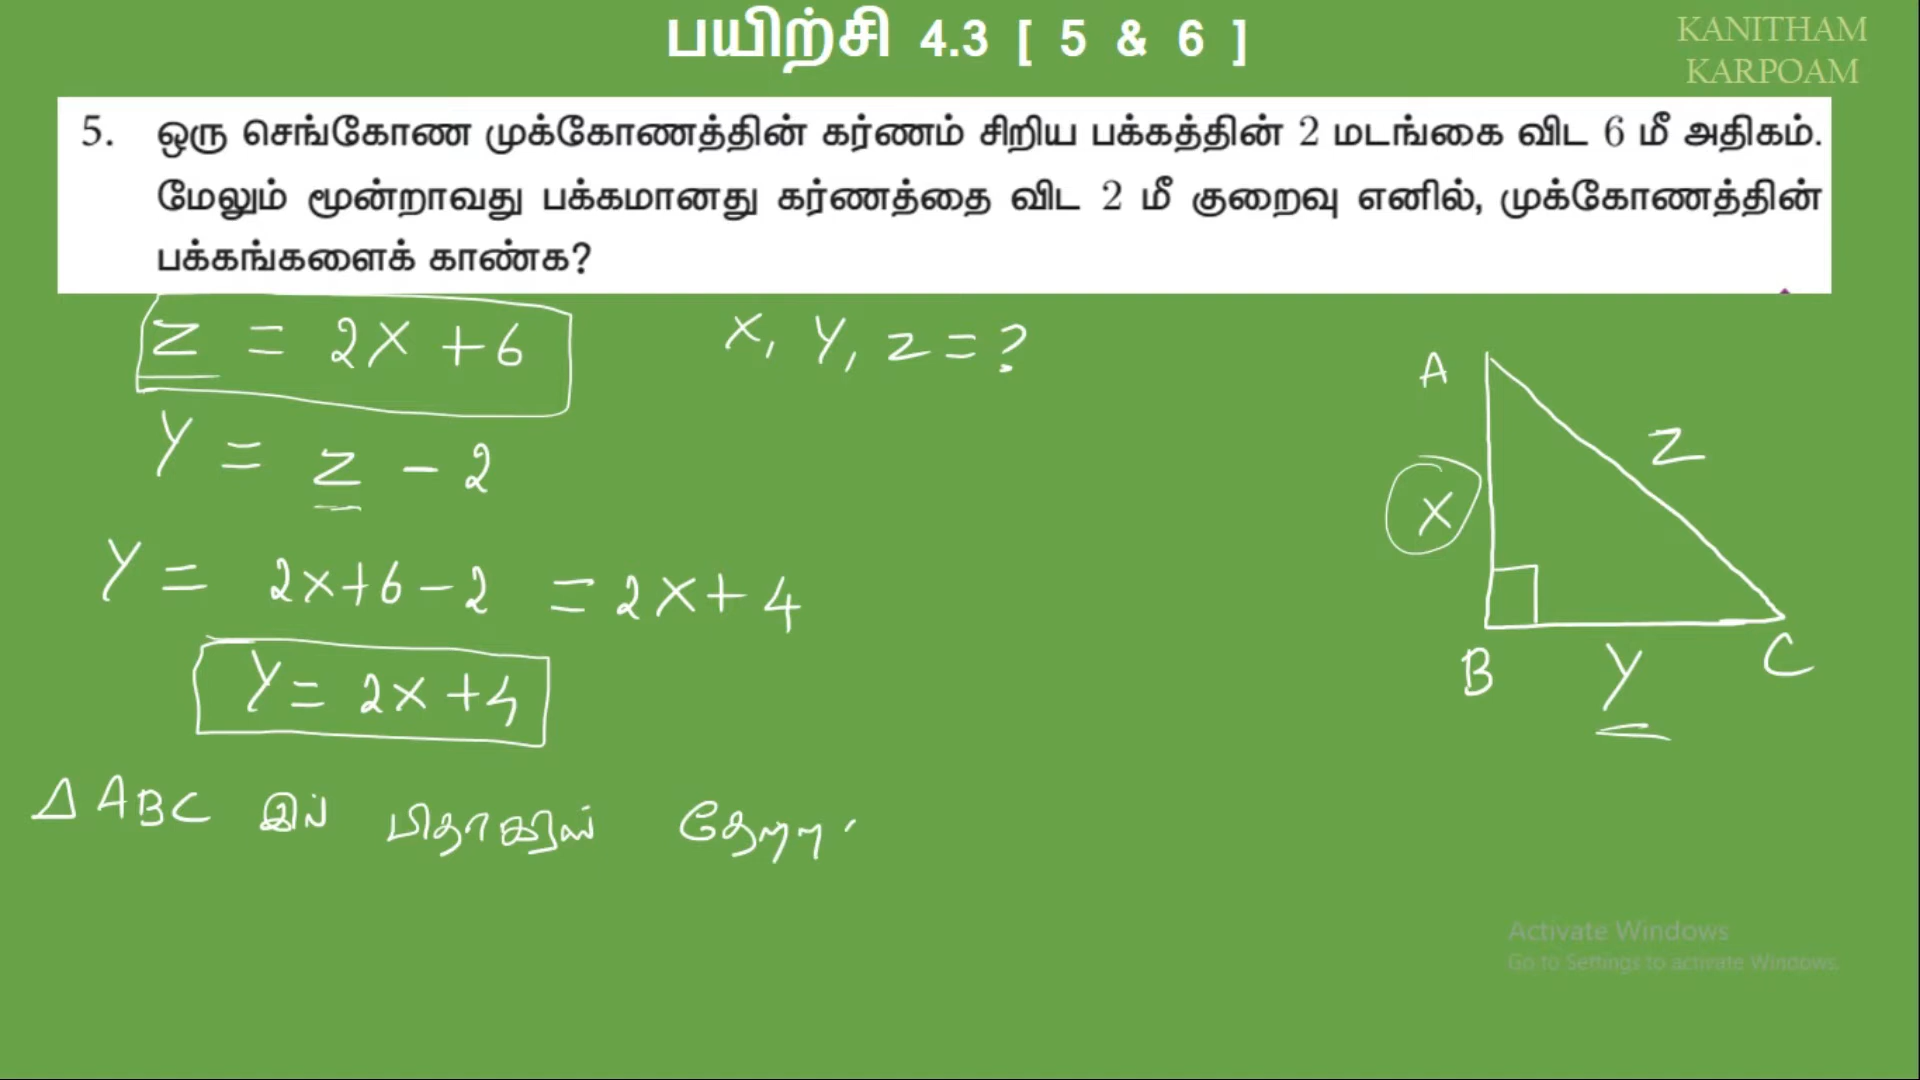 பயிற்சி 4.3 [ 5 & 6 ]
KANITHAM
KARPOAM
5. ஒரு செங்கோண முக்கோணத்தின் கர்ணம் சிறிய பக்கத்தின் 2 மடங்கை விட 6 மீ அதிகம்.
மேலும் மூன்றாவது பக்கமானது கர்ணத்தை விட 2 மீ குறைவு எனில், முக்கோணத்தின்
பக்கங்களைக் காண்க?
z = 2x + 6
x, y, z = ?
y = z - 2
y = 2x+6-2 = 2x+4
y = 2x+4
A
z
x
B
y
C
Δ ABC இல் பிதாகரஸ் தேற்ற
Activate Windows
Go to Settings to activate Windows.